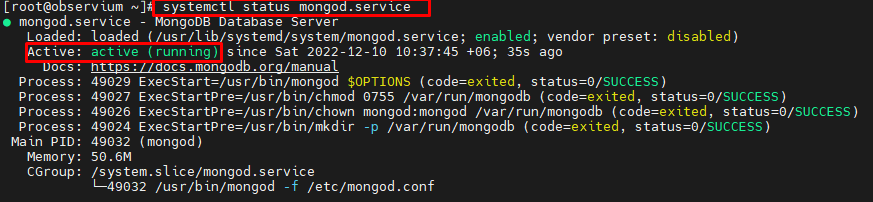 [root@observium ~]# systemctl status mongod.service
● mongod.service - MongoDB Database Server
Loaded: loaded (/usr/lib/systemd/system/mongod.service; enabled; vendor preset: disabled)
Active: active (running) since Sat 2022-12-10 10:37:45 +06; 35s ago
Docs: https://docs.mongodb.org/manual
Process: 49029 ExecStart=/usr/bin/mongod $OPTIONS (code=exited, status=0/SUCCESS)
Process: 49027 ExecStartPre=/usr/bin/chmod 0755 /var/run/mongodb (code=exited, status=0/SUCCESS)
Process: 49026 ExecStartPre=/usr/bin/chown mongod:mongod /var/run/mongodb (code=exited, status=0/SUCCESS)
Process: 49024 ExecStartPre=/usr/bin/mkdir -p /var/run/mongodb (code=exited, status=0/SUCCESS)
Main PID: 49032 (mongod)
Memory: 50.6M
CGroup: /system.slice/mongod.service
└─49032 /usr/bin/mongod -f /etc/mongod.conf